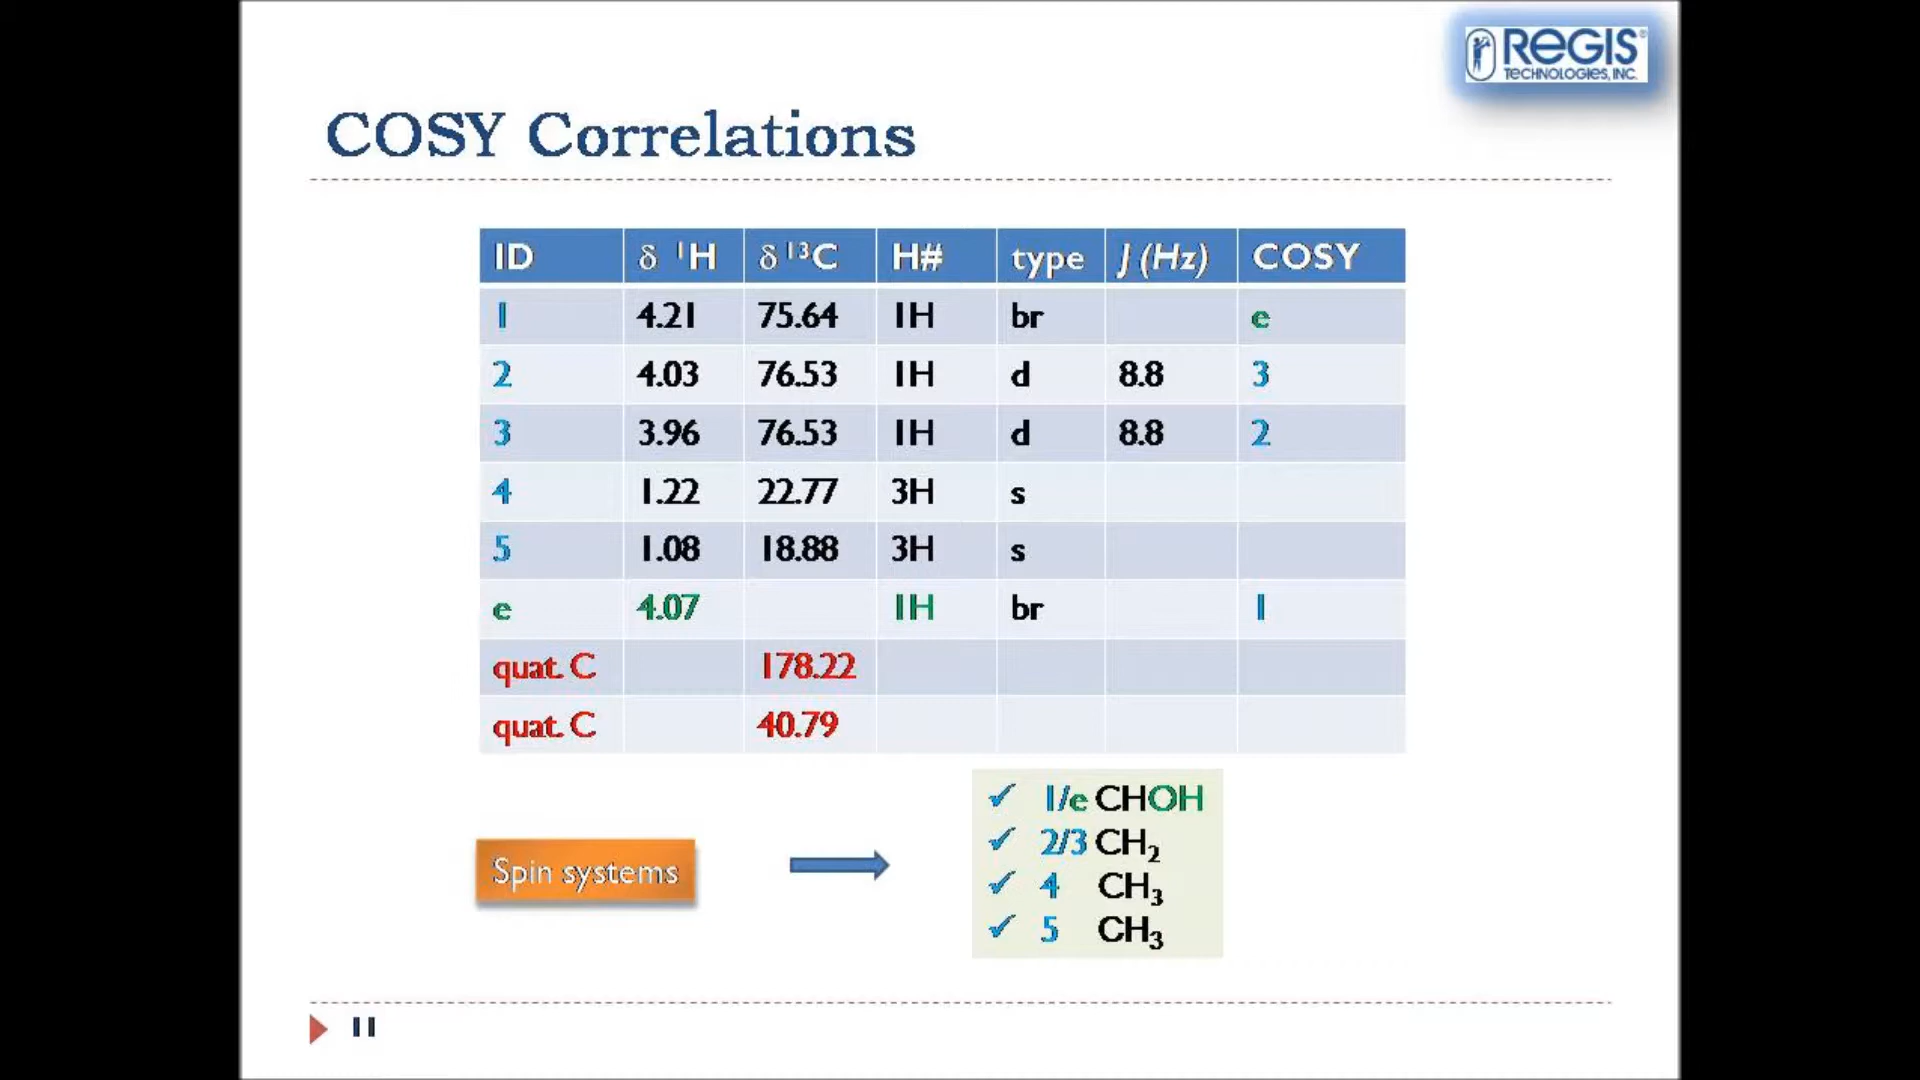 REGIS®
TECHNOLOGIES, INC.
COSY Correlations
ID δ ¹H δ ¹³C H# type J (Hz) COSY
1 4.21 75.64 1H br e
2 4.03 76.53 1H d 8.8 3
3 3.96 76.53 1H d 8.8 2
4 1.22 22.77 3H s
5 1.08 18.88 3H s
e 4.07 1H br 1
quat. C 178.22
quat. C 40.79
✓ 1/e CHOH
✓ 2/3 CH₂
Spin systems
✓ 4 CH₃
✓ 5 CH₃
11